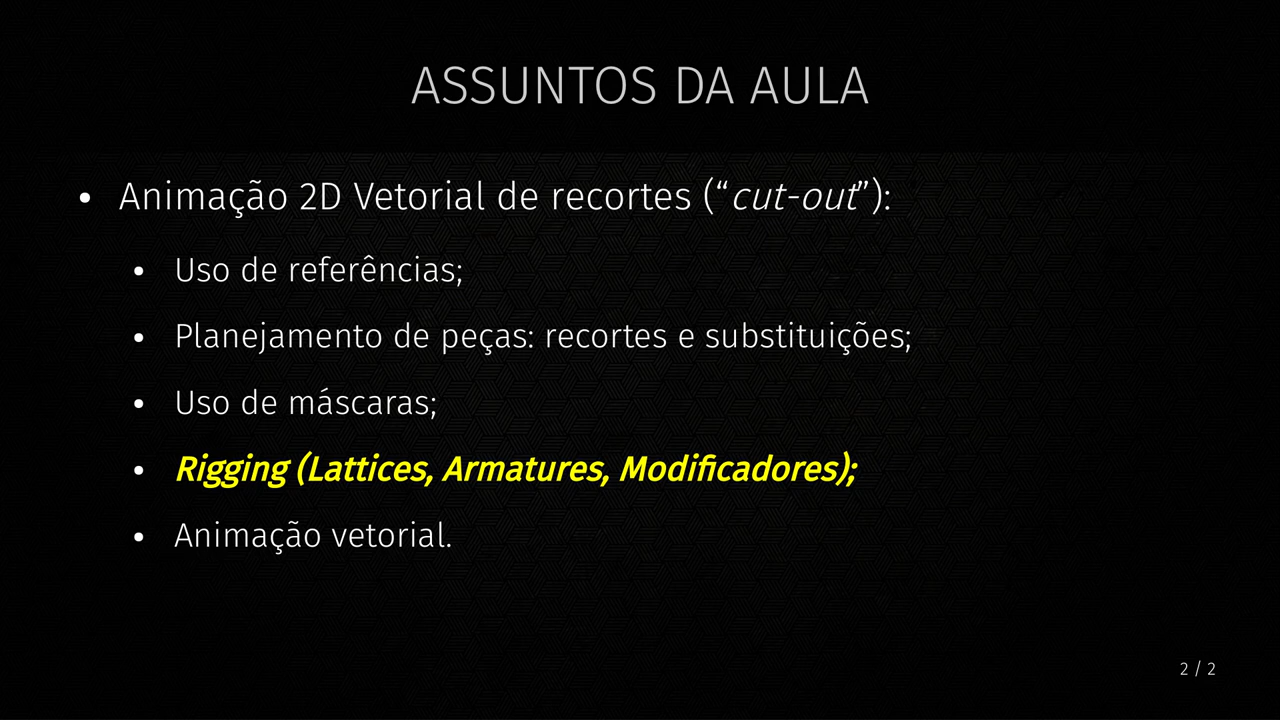 ASSUNTOS DA AULA
• Animação 2D Vetorial de recortes (“cut-out”):
• Uso de referências;
• Planejamento de peças: recortes e substituições;
• Uso de máscaras;
• Rigging (Lattices, Armatures, Modificadores);
• Animação vetorial.
2 / 2